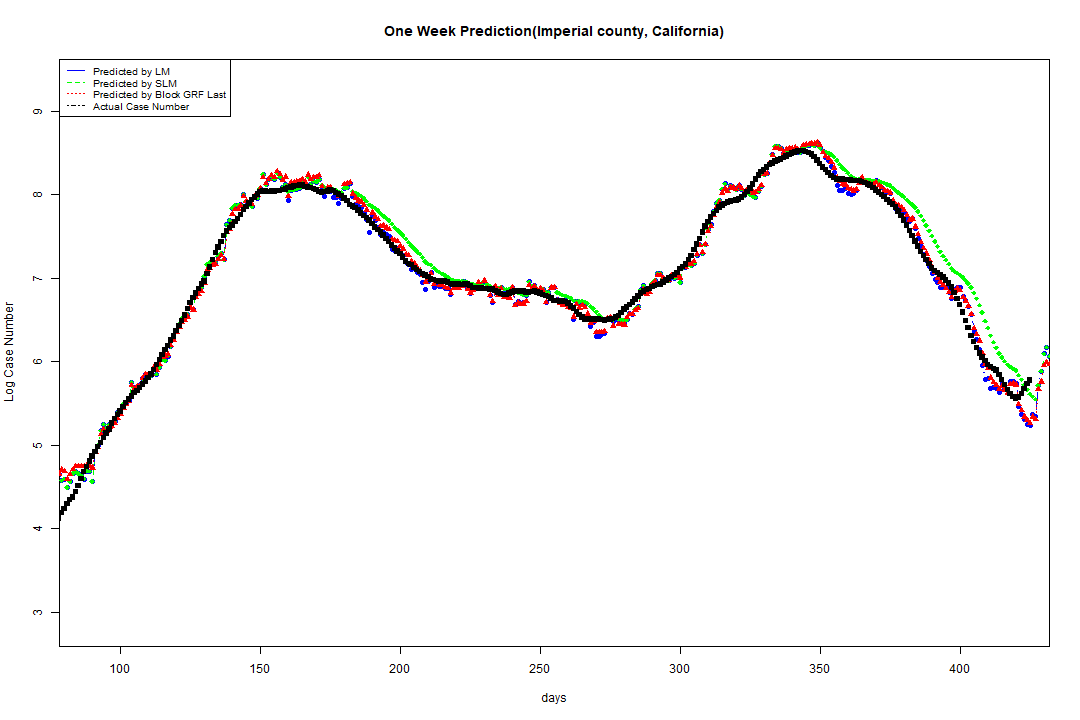 One Week Prediction(Imperial county, California)
Predicted by LM
Predicted by SLM
Predicted by Block GRF Last
Actual Case Number
9
8
7
6
5
4
3
Log Case Number
100 150 200 250 300 350 400
days